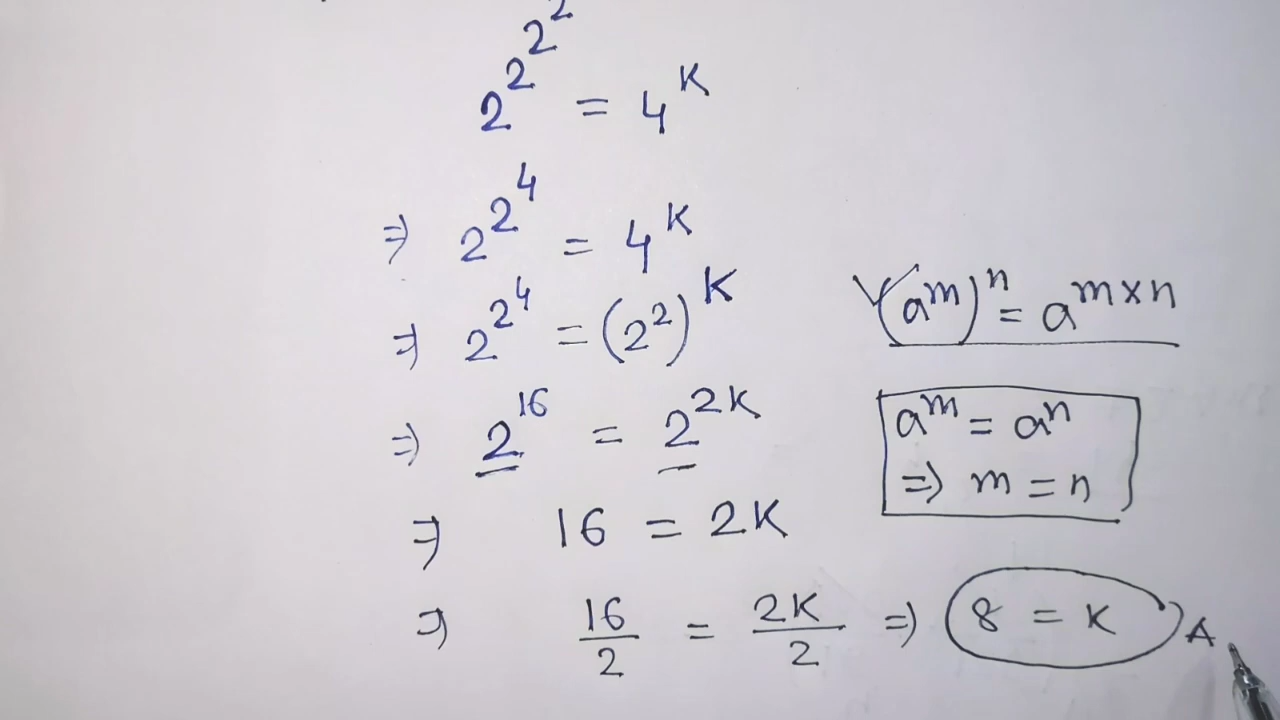 2^2^2^2 = 4^K
⇒ 2^2^4 = 4^K
⇒ 2^2^4 = (2^2)^K
✓(a^m)^n = a^{m×n}
⇒ 2^16 = 2^{2K}
a^m = a^n
⇒ m = n
⇒ 16 = 2K
⇒ 16/2 = 2K/2 ⇒ 8 = K A